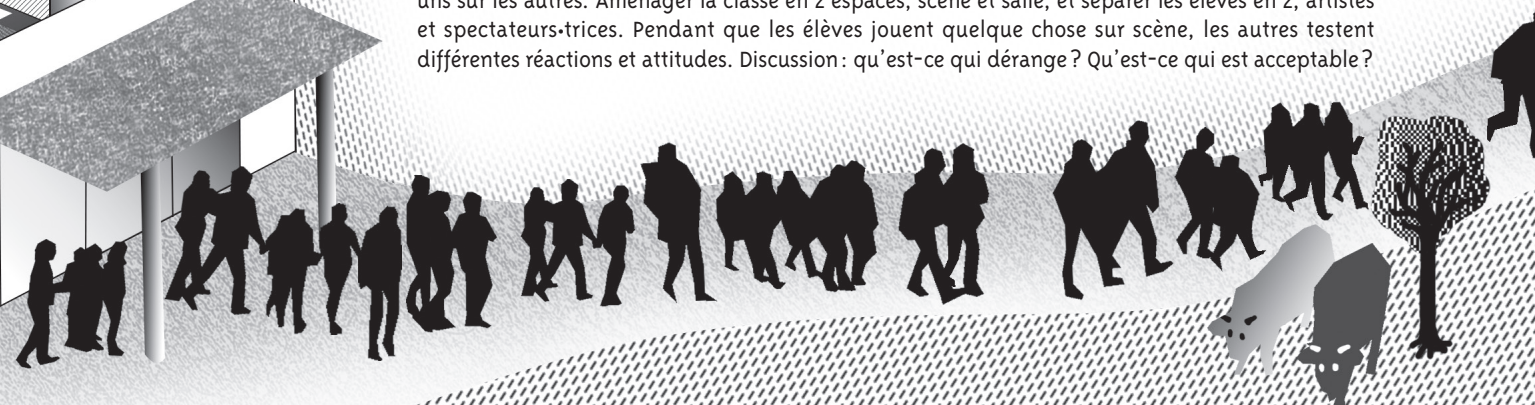 uns sur les autres. Aménager la classe en 2 espaces, scène et salle, et séparer les élèves en 2, artistes
et spectateurs•trices. Pendant que les élèves jouent quelque chose sur scène, les autres testent
différentes réactions et attitudes. Discussion : qu'est-ce qui dérange ? Qu'est-ce qui est acceptable ?